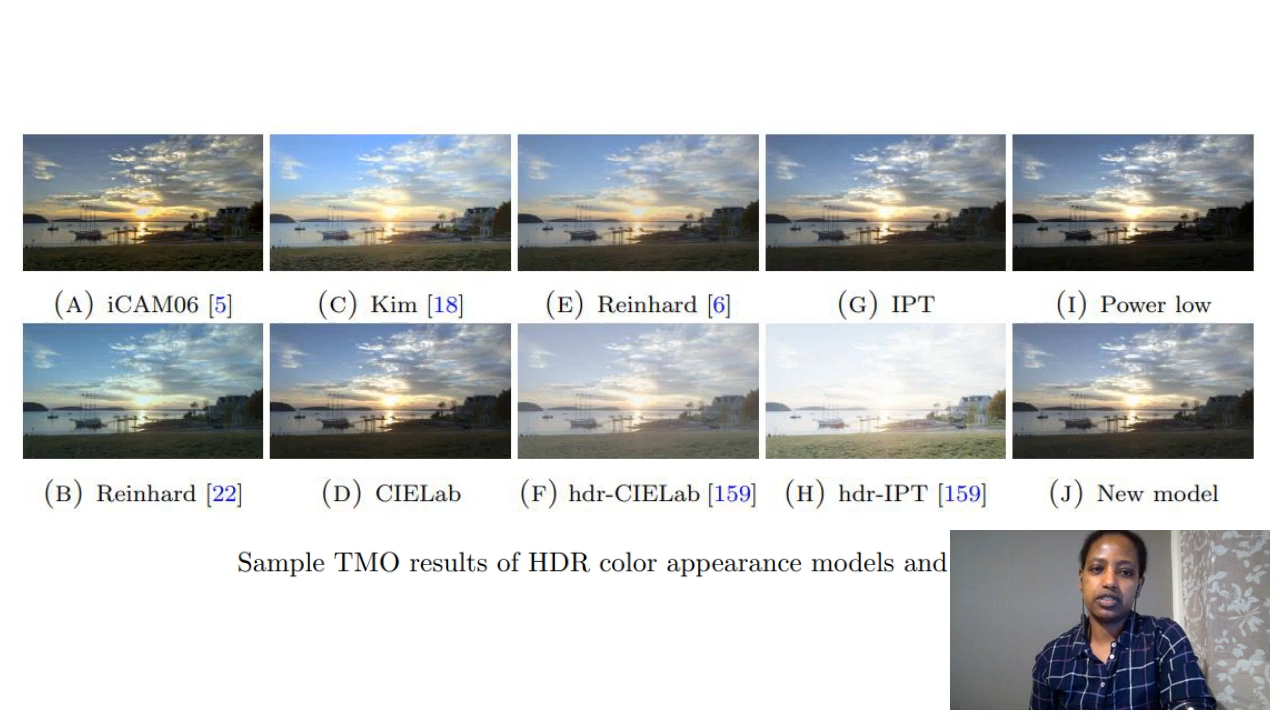 (A) iCAM06 [5] (C) Kim [18] (E) Reinhard [6] (G) IPT (I) Power low
(B) Reinhard [22] (D) CIELab (F) hdr-CIELab [159] (H) hdr-IPT [159] (J) New model
Sample TMO results of HDR color appearance models and